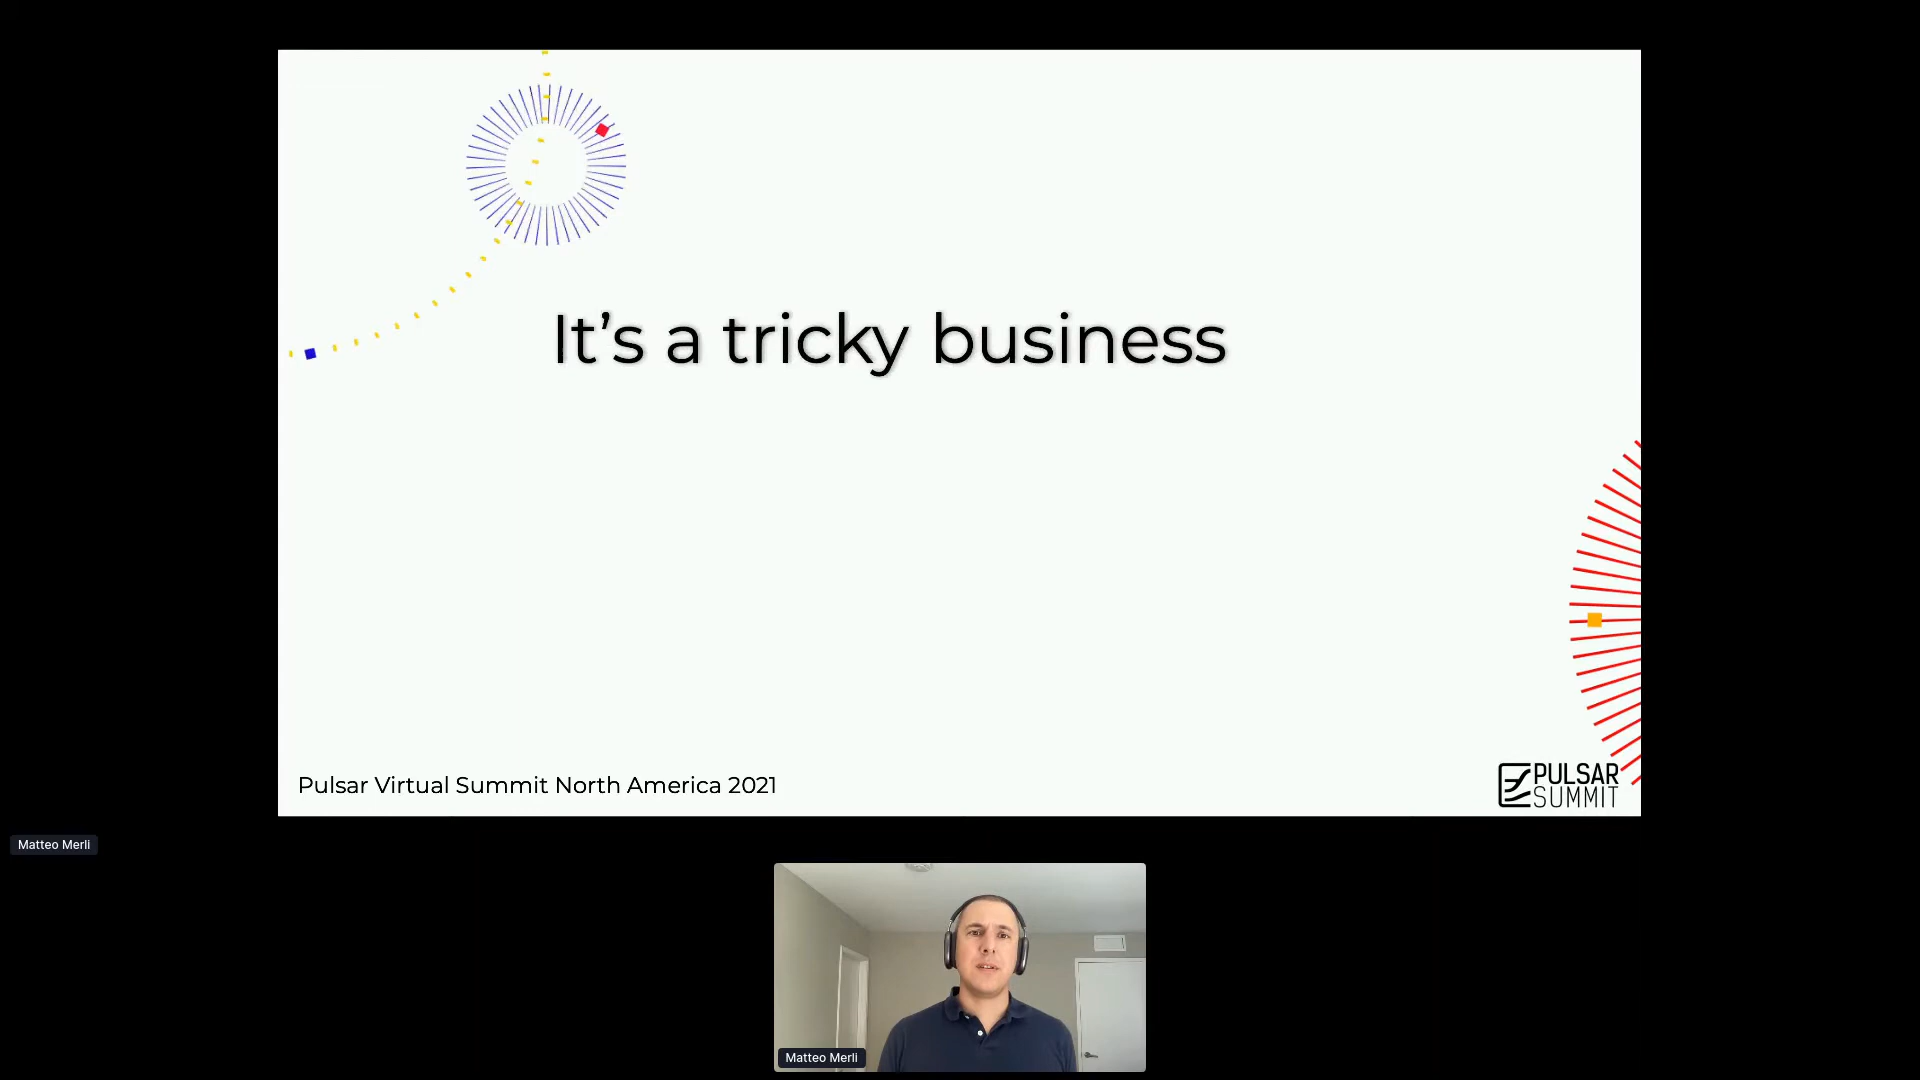 It’s a tricky business
Pulsar Virtual Summit North America 2021
PULSAR
SUMMIT
Matteo Merli
Matteo Merli